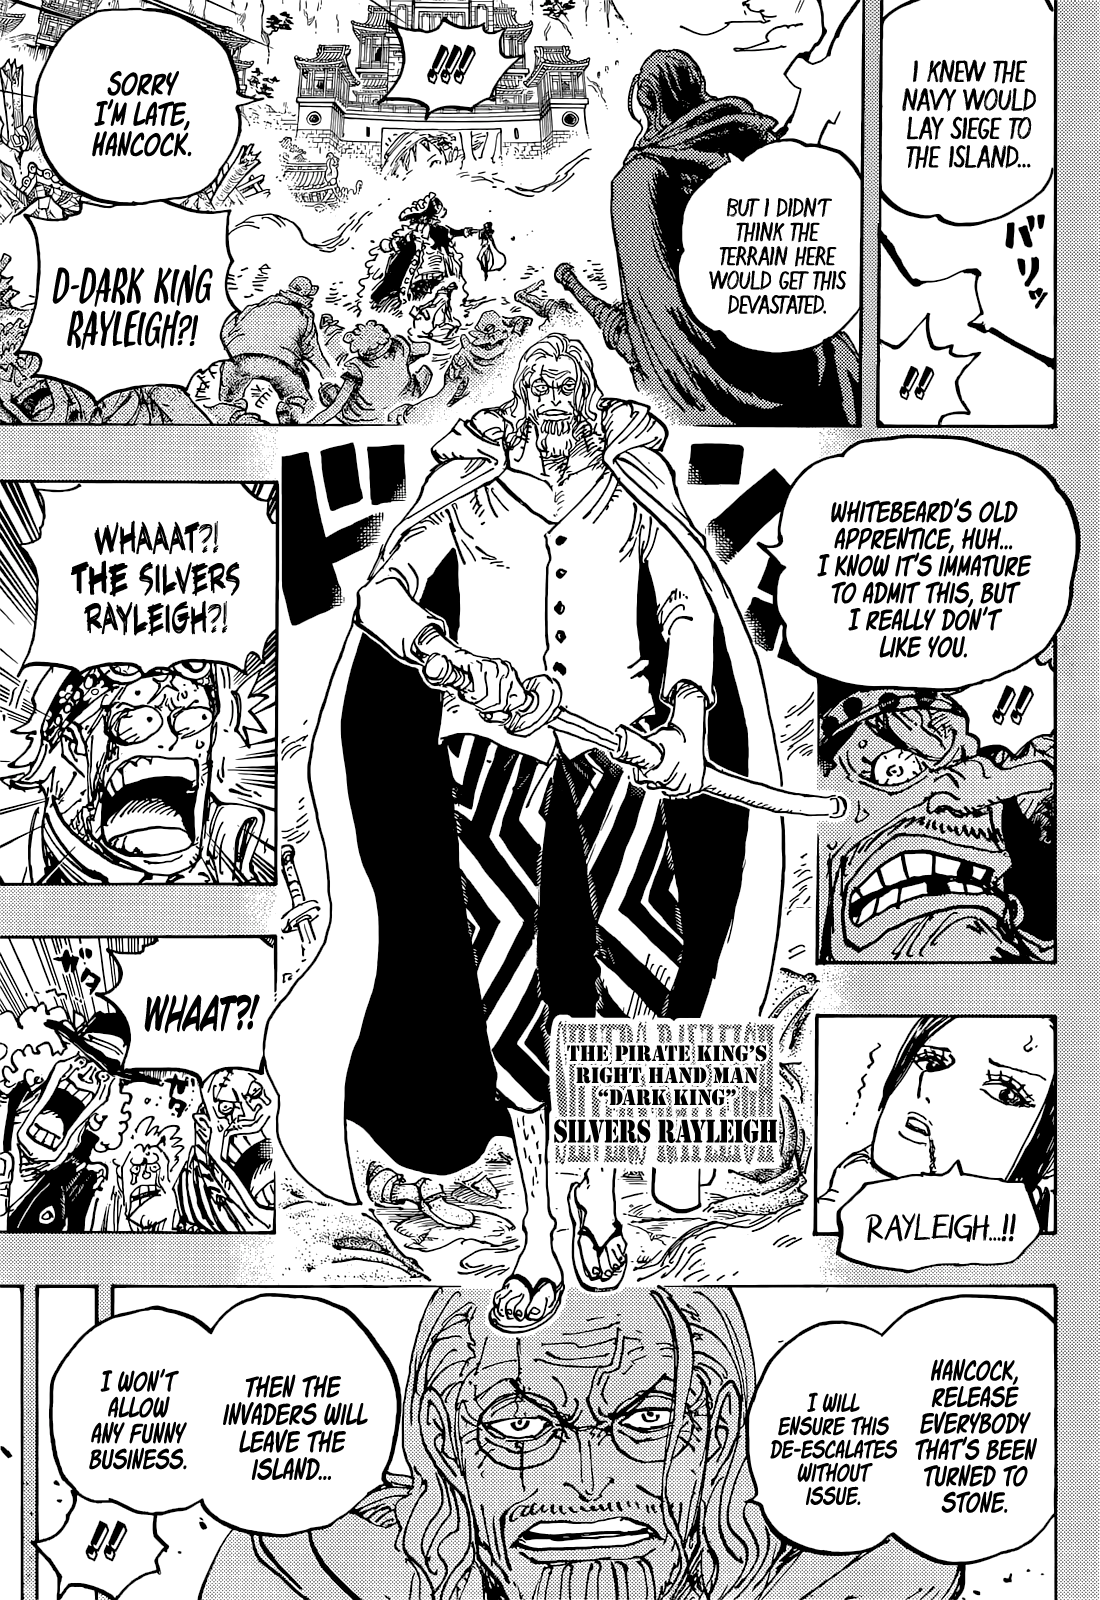 I KNEW THE
NAVY WOULD
LAY SIEGE TO
THE ISLAND...
バリッ
!!
BUT I DIDN'T
THINK THE
TERRAIN HERE
WOULD GET THIS
DEVASTATED.
!!!
SORRY
I'M LATE,
HANCOCK.
D-DARK KING
RAYLEIGH?!
WHITEBEARD'S OLD
APPRENTICE, HUH...
I KNOW IT'S IMMATURE
TO ADMIT THIS, BUT
I REALLY DON'T
LIKE YOU.
!!
ドン
WHAAAT?!
THE SILVERS
RAYLEIGH?!
WHAAT?!
THE PIRATE KING'S
RIGHT HAND MAN
"DARK KING"
SILVERS RAYLEIGH
RAYLEIGH...!!
HANCOCK,
RELEASE
EVERYBODY
THAT'S BEEN
TURNED TO
STONE.
I WILL
ENSURE THIS
DE-ESCALATES
WITHOUT
ISSUE.
THEN THE
INVADERS WILL
LEAVE THE
ISLAND...
I WON'T
ALLOW
ANY FUNNY
BUSINESS.
!!